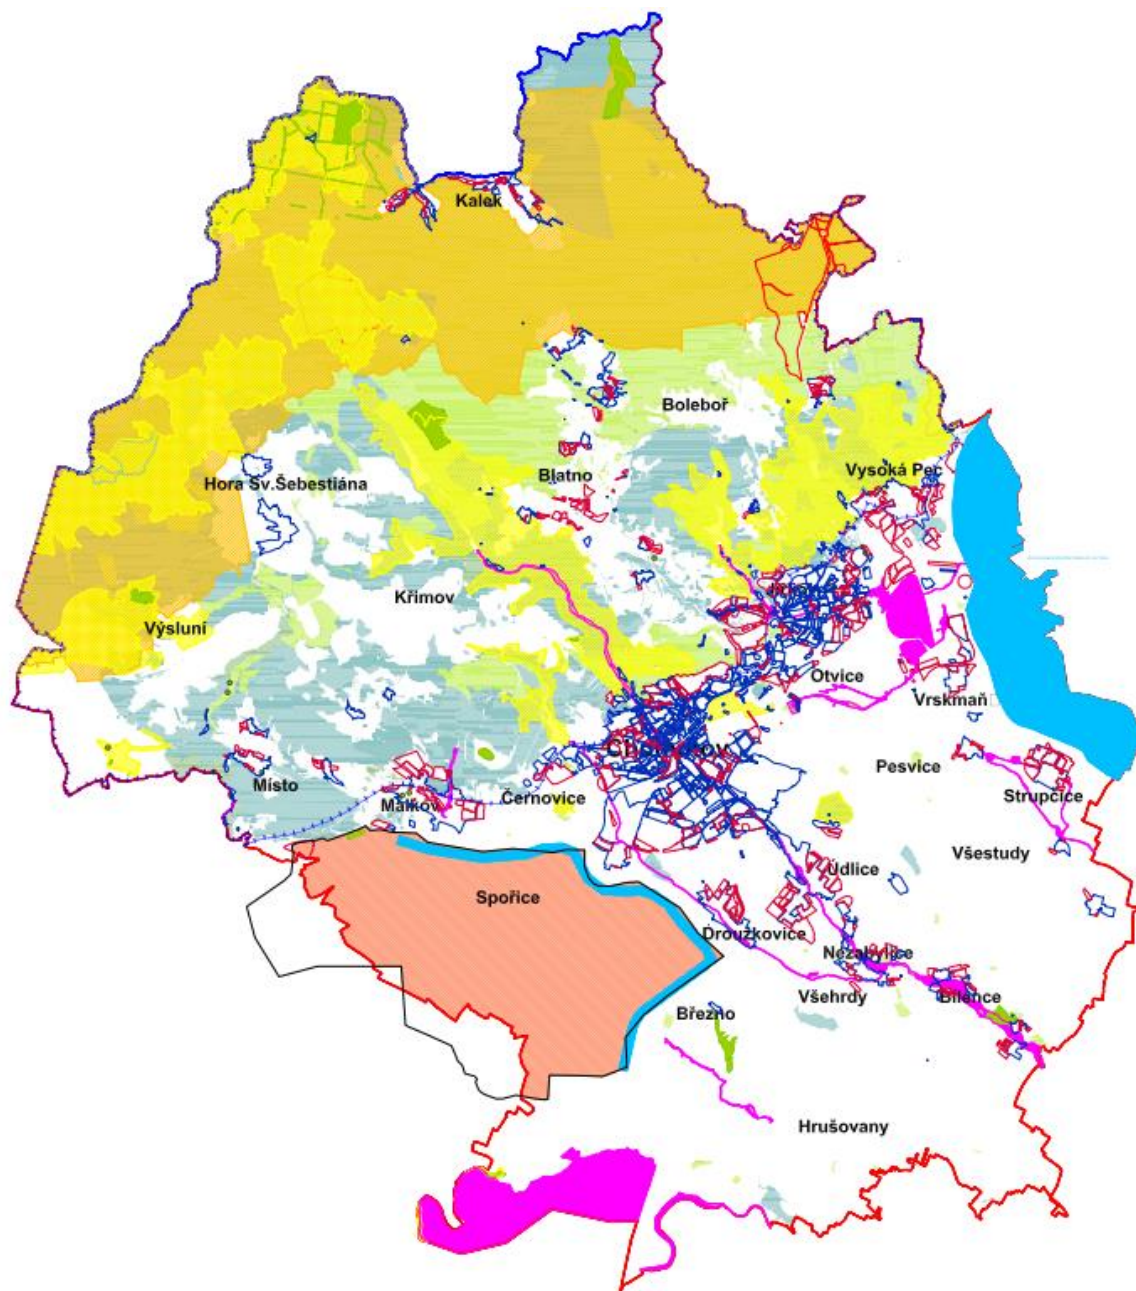 Kalek
Boleboř
Vysoká Pec
Blatno
Hora Sv.Šebestiána
Křimov
Výsluní
Otvice
Vrskmaň
Pesvice
Strupčice
Místo
Málkov
Černovice
Všestudy
Údlice
Spořice
Droužkovice
Nezabylice
Všehrdy
Bílence
Březno
Hrušovany